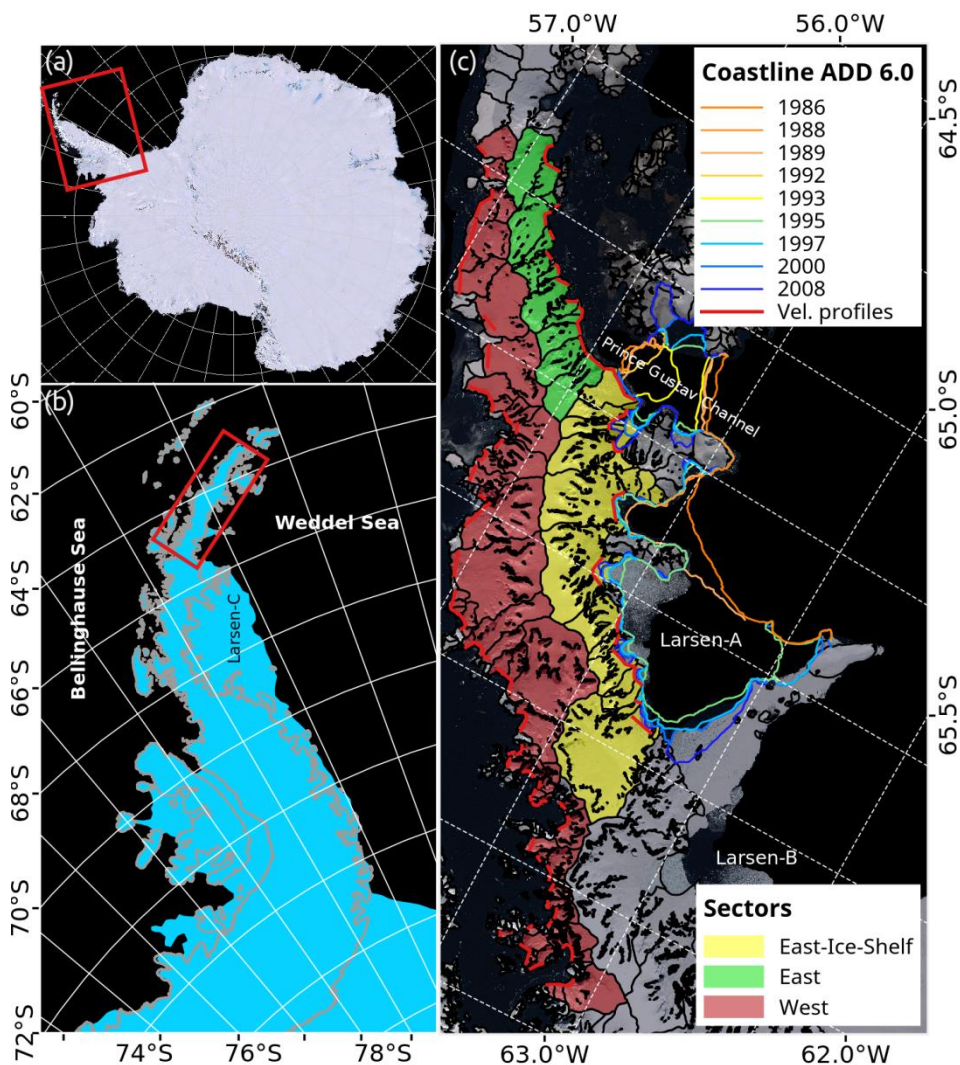 (a)
60°S
62°S
64°S
66°S
68°S
70°S
72°S
74°S
76°S
78°S
(b)
Bellinghause Sea
Weddel Sea
Larsen-C
57.0°W
56.0°W
(c)
64.5°S
65.0°S
65.5°S
63.0°W
62.0°W
Coastline ADD 6.0
1986
1988
1989
1992
1993
1995
1997
2000
2008
Vel. profiles
Prince Gustav Channel
Larsen-A
Larsen-B
Sectors
East-Ice-Shelf
East
West